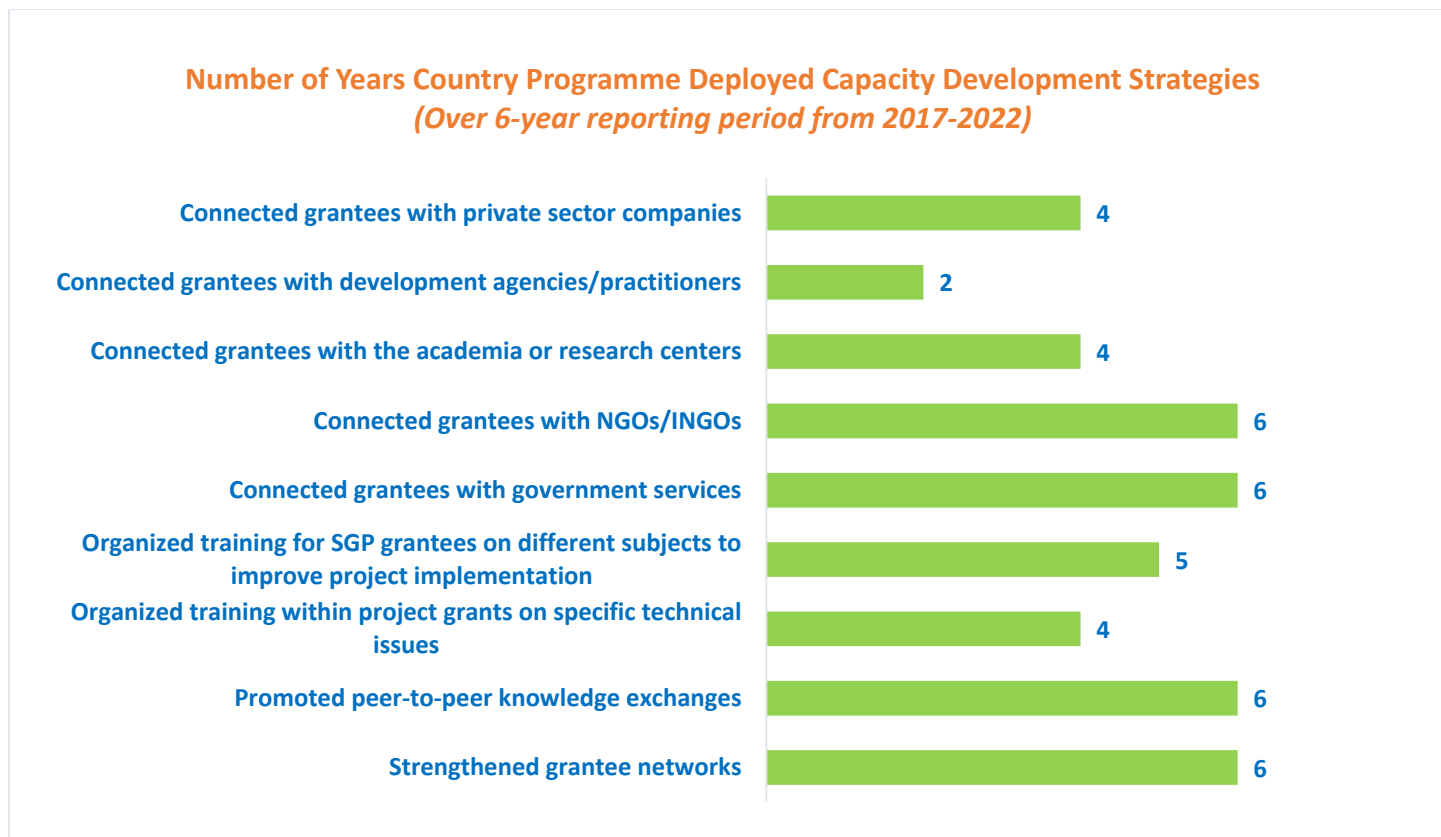 Number of Years Country Programme Deployed Capacity Development Strategies
(Over 6-year reporting period from 2017-2022)
Connected grantees with private sector companies 4
Connected grantees with development agencies/practitioners 2
Connected grantees with the academia or research centers 4
Connected grantees with NGOs/INGOs 6
Connected grantees with government services 6
Organized training for SGP grantees on different subjects to
improve project implementation 5
Organized training within project grants on specific technical
issues 4
Promoted peer-to-peer knowledge exchanges 6
Strengthened grantee networks 6